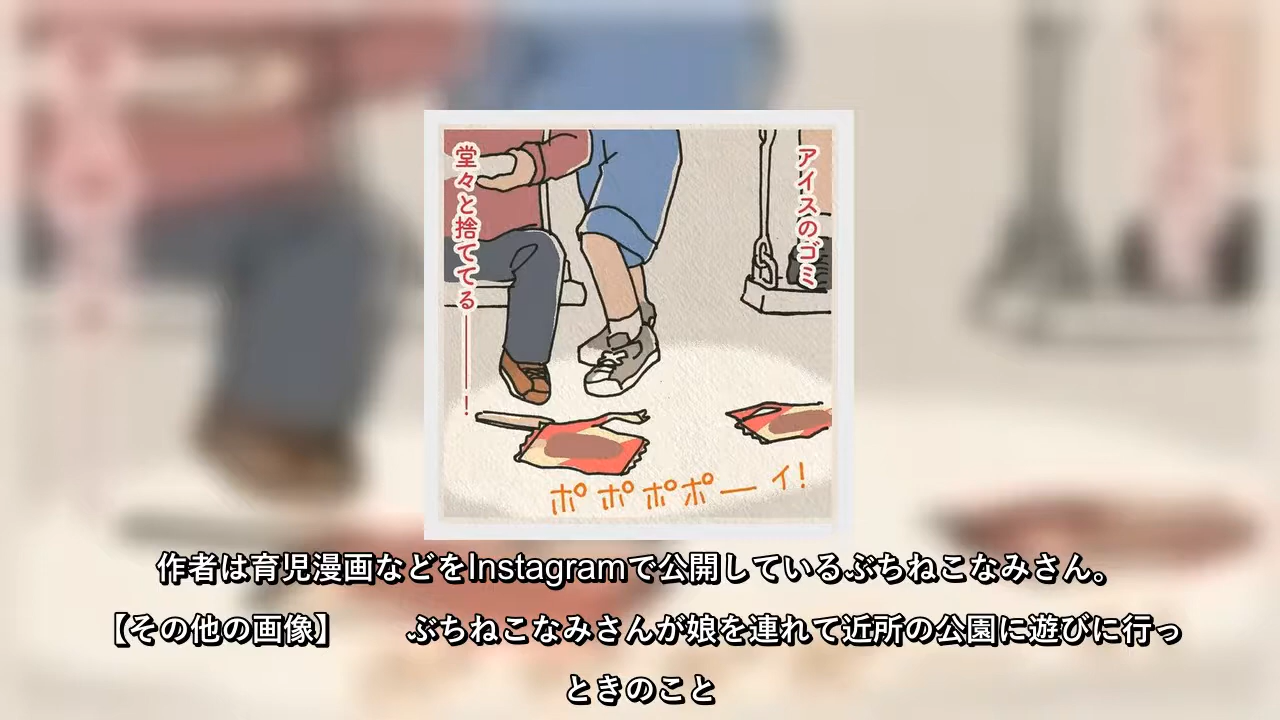 アイスのゴミ
堂々と捨ててる──！
ポポポポーイ！
作者は育児漫画などをInstagramで公開しているぶちねこなみさん。
【その他の画像】　　ぶちねこなみさんが娘を連れて近所の公園に遊びに行っ
ときのこと